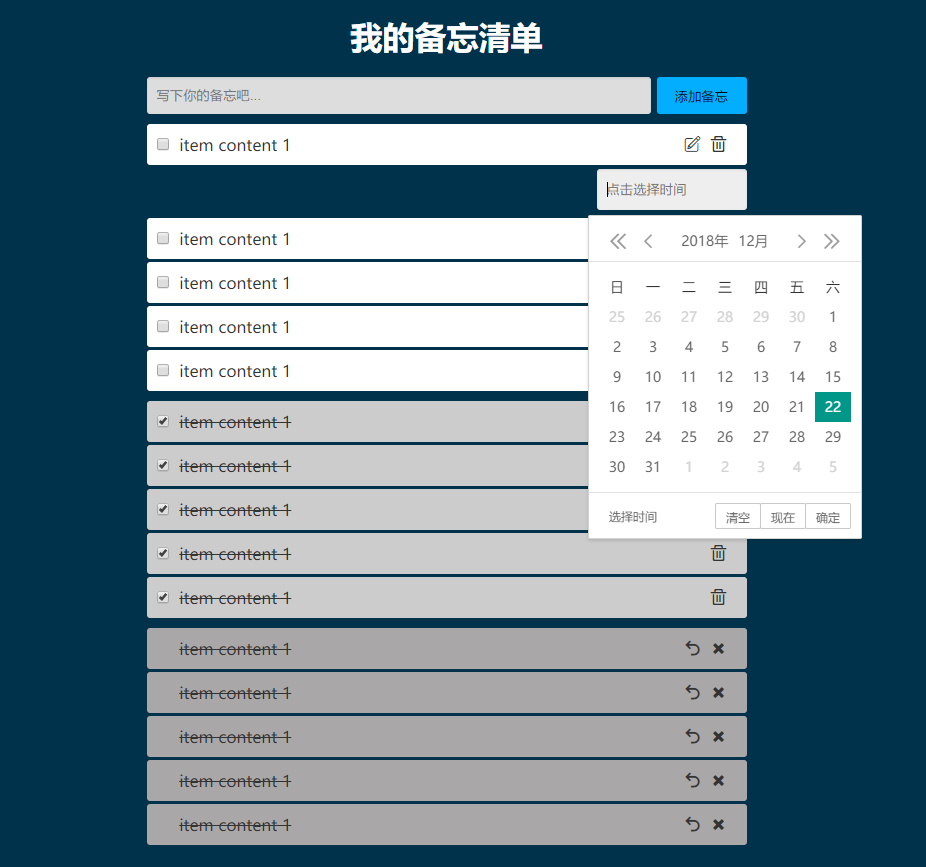 我的备忘清单
写下你的备忘吧...
添加备忘
item content 1
点击选择时间
item content 1
item content 1
item content 1
item content 1
item content 1
item content 1
item content 1
item content 1
item content 1
item content 1
item content 1
item content 1
item content 1
item content 1
2018年 12月
日 一 二 三 四 五 六
25 26 27 28 29 30 1
2 3 4 5 6 7 8
9 10 11 12 13 14 15
16 17 18 19 20 21 22
23 24 25 26 27 28 29
30 31 1 2 3 4 5
选择时间 清空 现在 确定